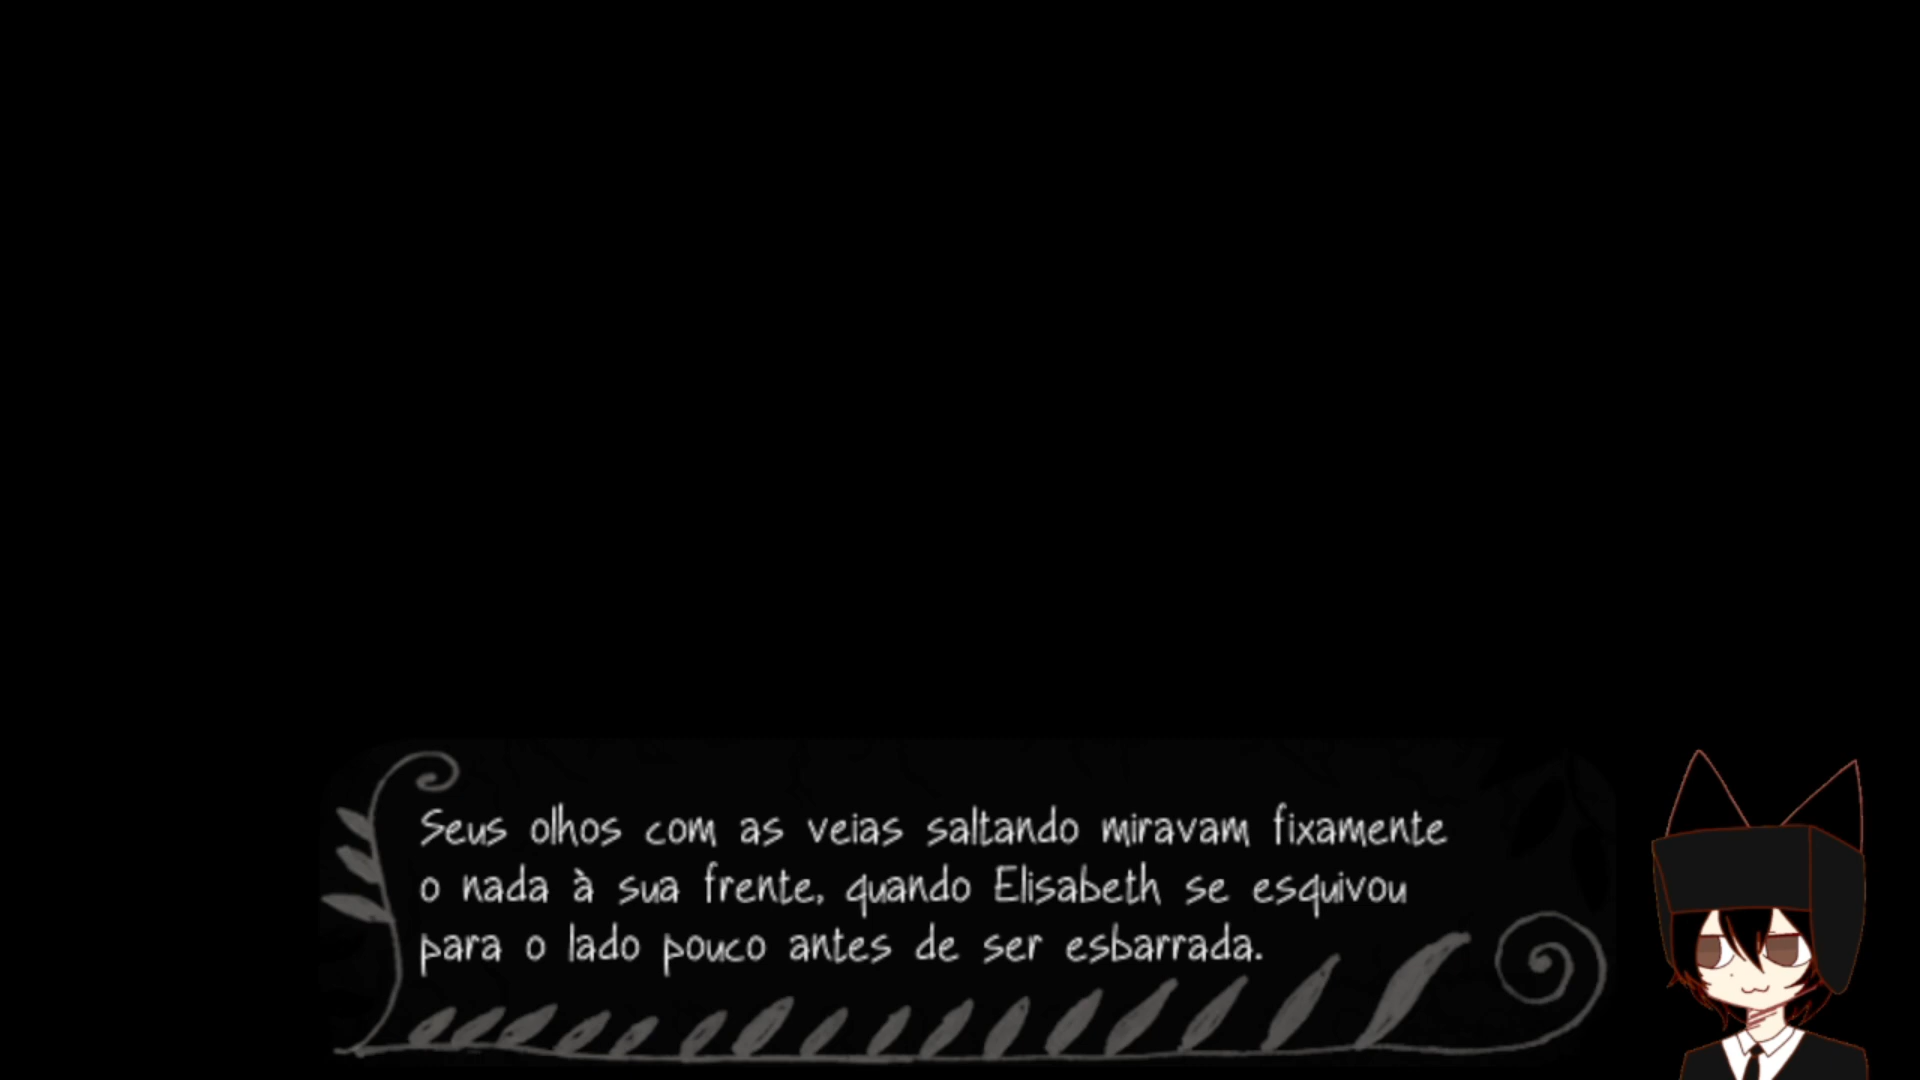 Seus olhos com as veias saltando miravam fixamente
o nada à sua frente, quando Elisabeth se esquivou
para o lado pouco antes de ser esbarrada.